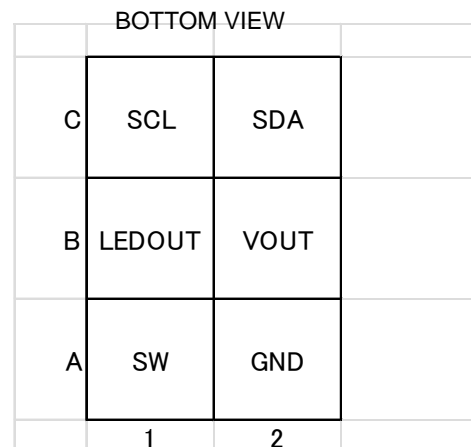 BOTTOM VIEW
C SCL SDA
B LEDOUT VOUT
A SW GND
1 2